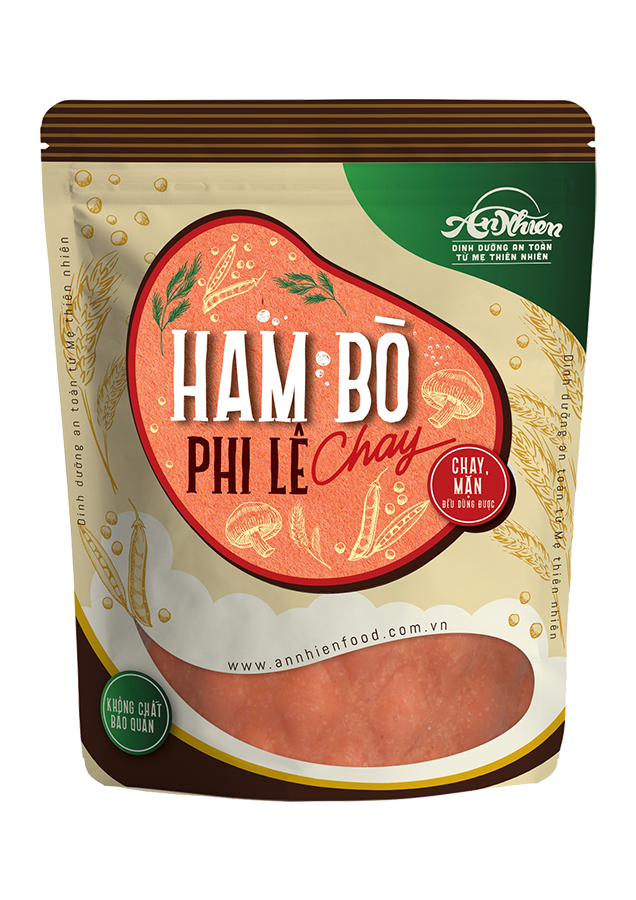 An Nhiên
DINH DƯỠNG AN TOÀN
TỪ MẸ THIÊN NHIÊN
HAM BÒ
PHI LÊ Chay
CHAY,
MẶN
ĐỀU DÙNG ĐƯỢC
Dinh dưỡng an toàn từ Mẹ thiên nhiên
Dinh dưỡng an toàn từ Mẹ thiên nhiên
www.annhienfood.com.vn
KHÔNG CHẤT
BẢO QUẢN